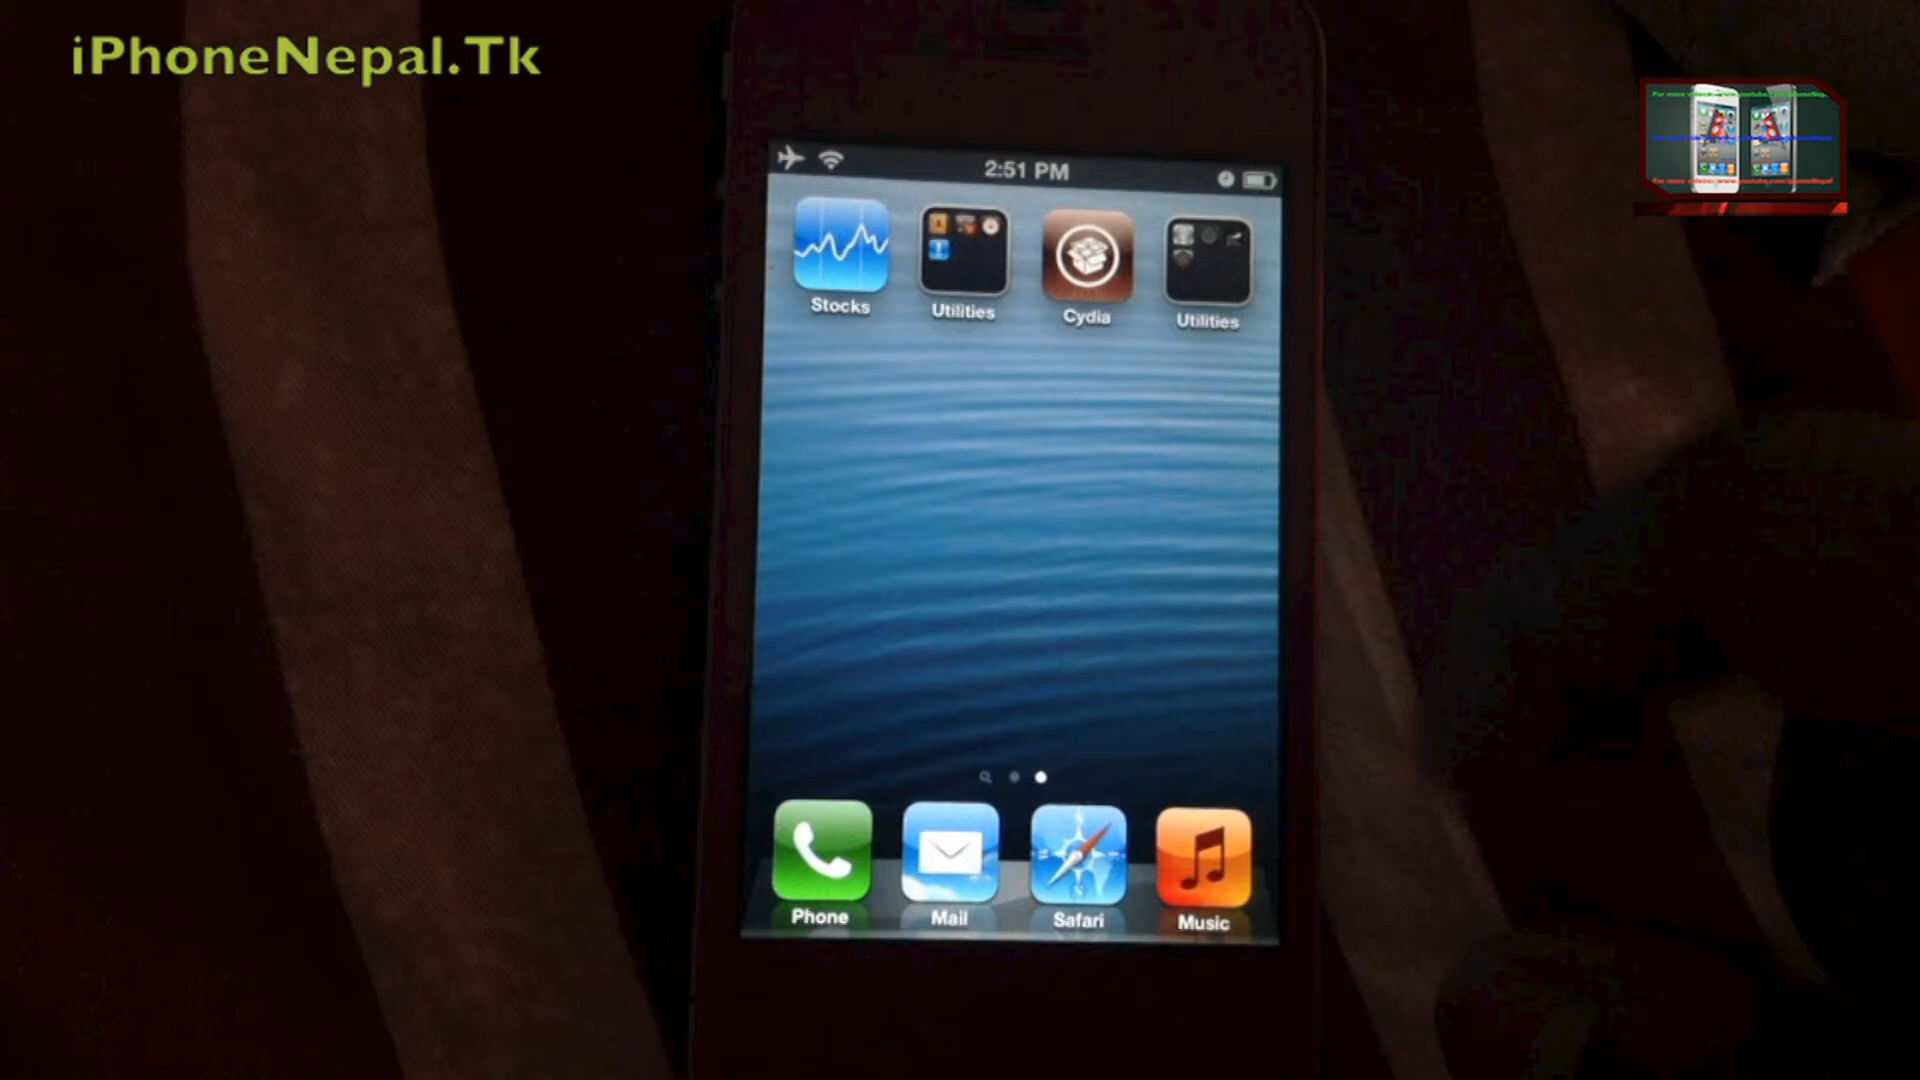 iPhoneNepal.Tk
2:51 PM
Stocks
Utilities
Cydia
Utilities
Phone
Mail
Safari
Music